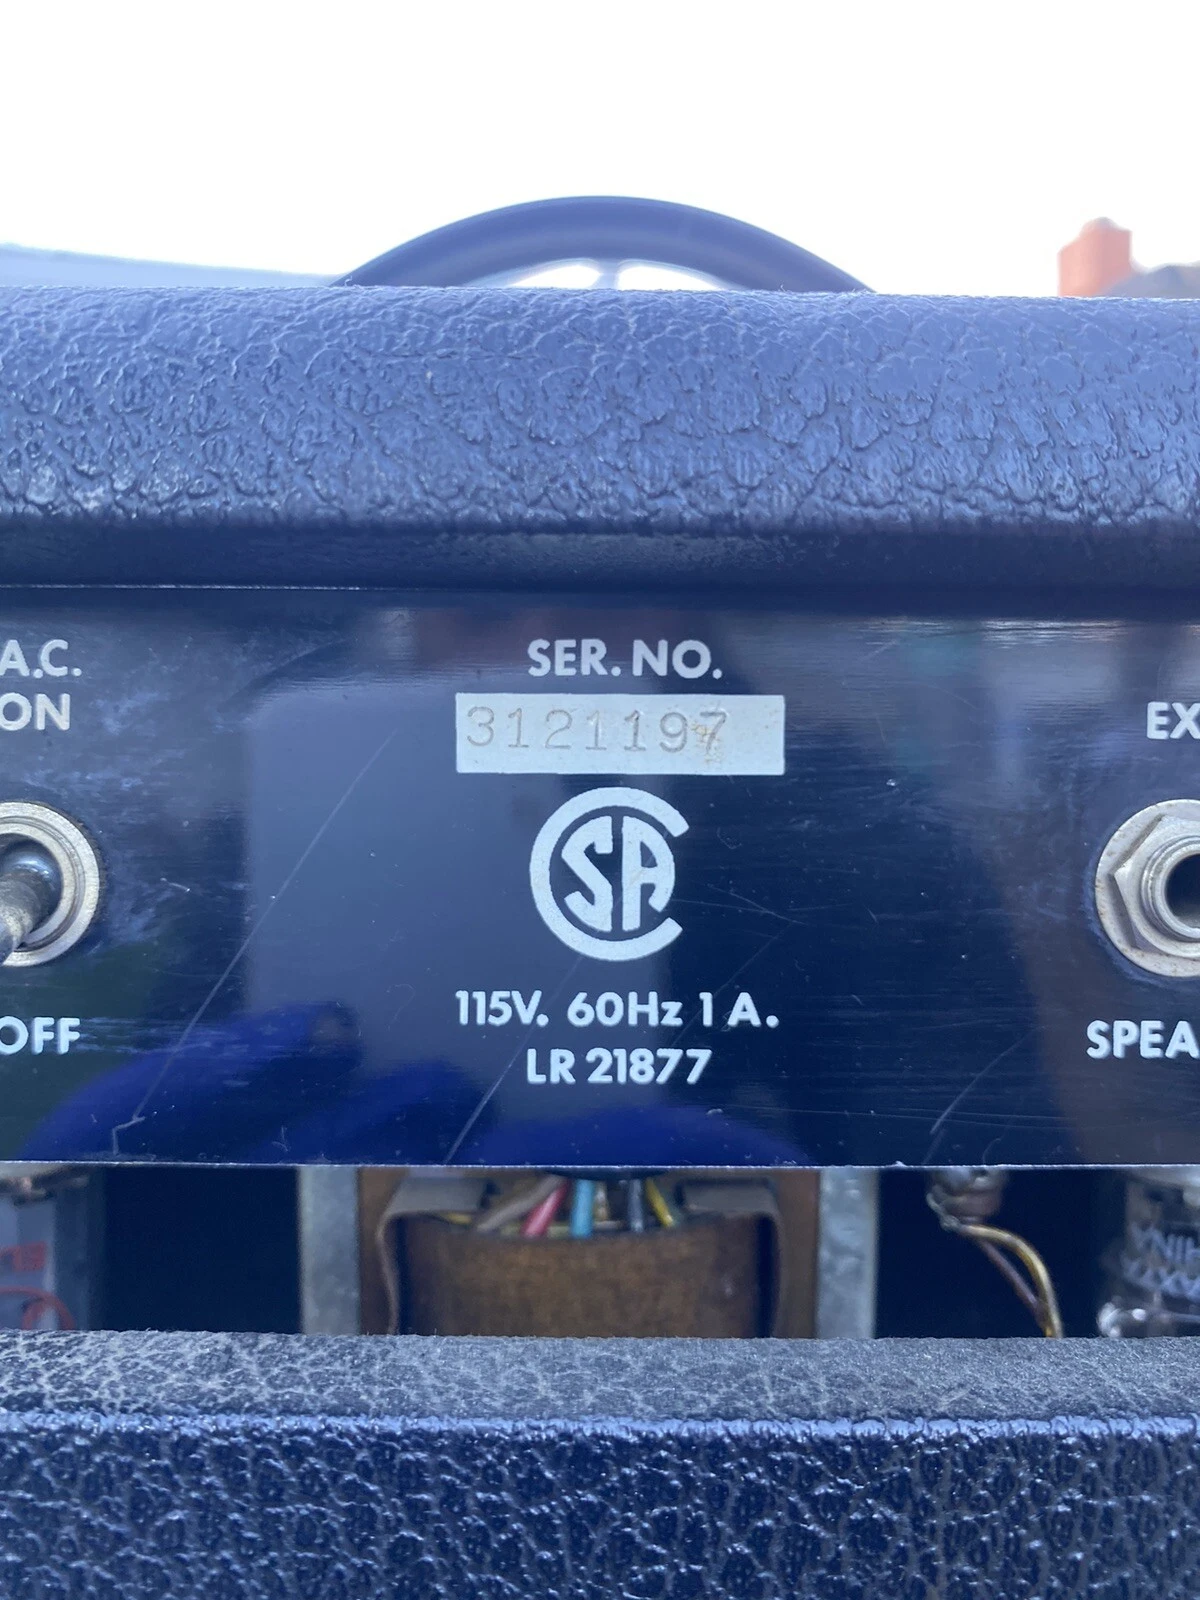 A.C.
ON
OFF
SER. NO.
3121197
CSA
115V. 60Hz 1 A.
LR 21877
EX
SPEA